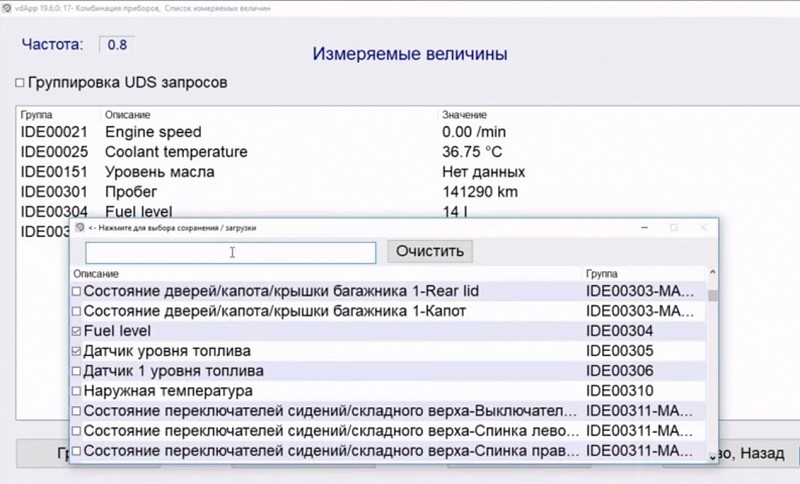 vdApp 19.6.0: 17- Комбинация приборов, Список измеряемых величин
Частота: 0.8
Измеряемые величины
Группировка UDS запросов
Группа Описание Значение
IDE00021 Engine speed 0.00 /min
IDE00025 Coolant temperature 36.75 °C
IDE00151 Уровень масла Нет данных
IDE00301 Пробег 141290 km
IDE00304 Fuel level 14 l
<- Нажмите для выбора сохранения / загрузки
Очистить
Описание Группа
Состояние дверей/капота/крышки багажника 1-Rear lid IDE00303-MA...
Состояние дверей/капота/крышки багажника 1-Капот IDE00303-MA...
Fuel level IDE00304
Датчик уровня топлива IDE00305
Датчик 1 уровня топлива IDE00306
Наружная температура IDE00310
Состояние переключателей сидений/складного верха-Выключател... IDE00311-MA...
Состояние переключателей сидений/складного верха-Спинка лево... IDE00311-MA...
Состояние переключателей сидений/складного верха-Спинка прав... IDE00311-MA...
Назад